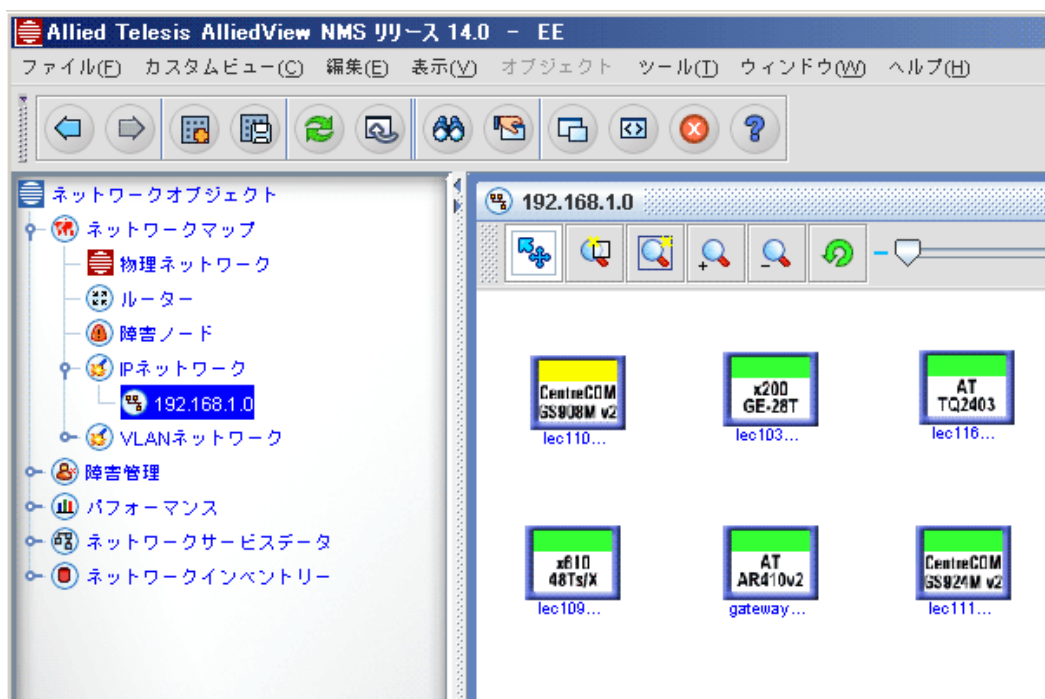 Allied Telesis AlliedView NMS リリース 14.0 - EE
ファイル(F) カスタムビュー(C) 編集(E) 表示(V) オブジェクト ツール(T) ウィンドウ(W) ヘルプ(H)
ネットワークオブジェクト
ネットワークマップ
物理ネットワーク
ルーター
障害ノード
IPネットワーク
192.168.1.0
VLANネットワーク
障害管理
パフォーマンス
ネットワークサービスデータ
ネットワークインベントリー
192.168.1.0
CentreCOM
GS908M v2
lec110...
x200
GE-28T
lec103...
AT
TQ2403
lec116...
x610
48Ts/X
lec109...
AT
AR410v2
gateway...
CentreCOM
GS924M v2
lec111...